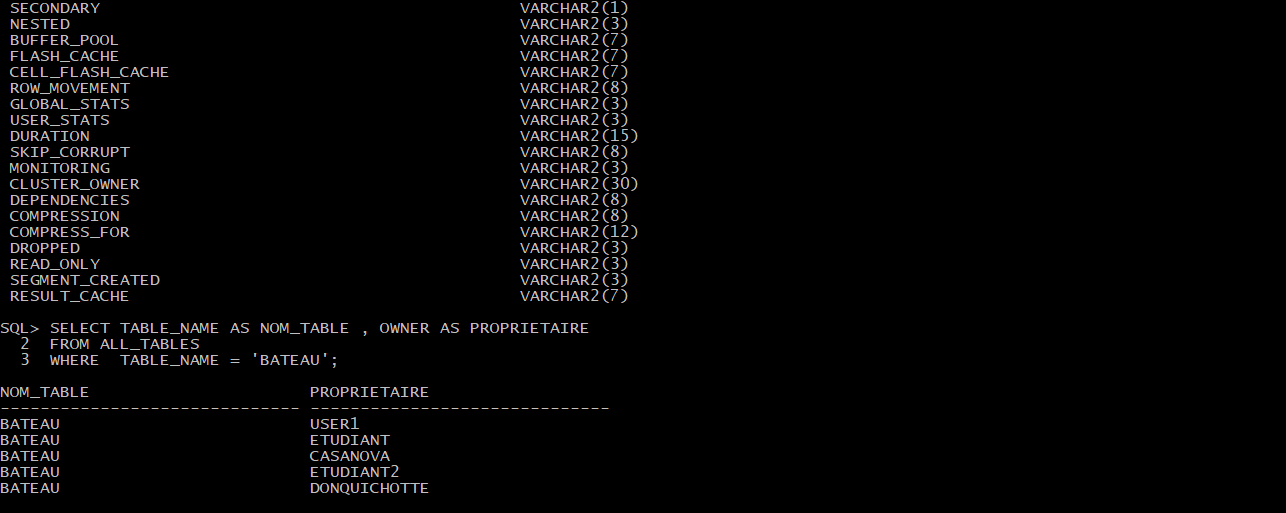 SECONDARY VARCHAR2(1)
NESTED VARCHAR2(3)
BUFFER_POOL VARCHAR2(7)
FLASH_CACHE VARCHAR2(7)
CELL_FLASH_CACHE VARCHAR2(7)
ROW_MOVEMENT VARCHAR2(8)
GLOBAL_STATS VARCHAR2(3)
USER_STATS VARCHAR2(3)
DURATION VARCHAR2(15)
SKIP_CORRUPT VARCHAR2(8)
MONITORING VARCHAR2(3)
CLUSTER_OWNER VARCHAR2(30)
DEPENDENCIES VARCHAR2(8)
COMPRESSION VARCHAR2(8)
COMPRESS_FOR VARCHAR2(12)
DROPPED VARCHAR2(3)
READ_ONLY VARCHAR2(3)
SEGMENT_CREATED VARCHAR2(3)
RESULT_CACHE VARCHAR2(7)
SQL> SELECT TABLE_NAME AS NOM_TABLE , OWNER AS PROPRIETAIRE
2 FROM ALL_TABLES
3 WHERE TABLE_NAME = 'BATEAU';
NOM_TABLE PROPRIETAIRE
------------------------------ ------------------------------
BATEAU USER1
BATEAU ETUDIANT
BATEAU CASANOVA
BATEAU ETUDIANT2
BATEAU DONQUICHOTTE